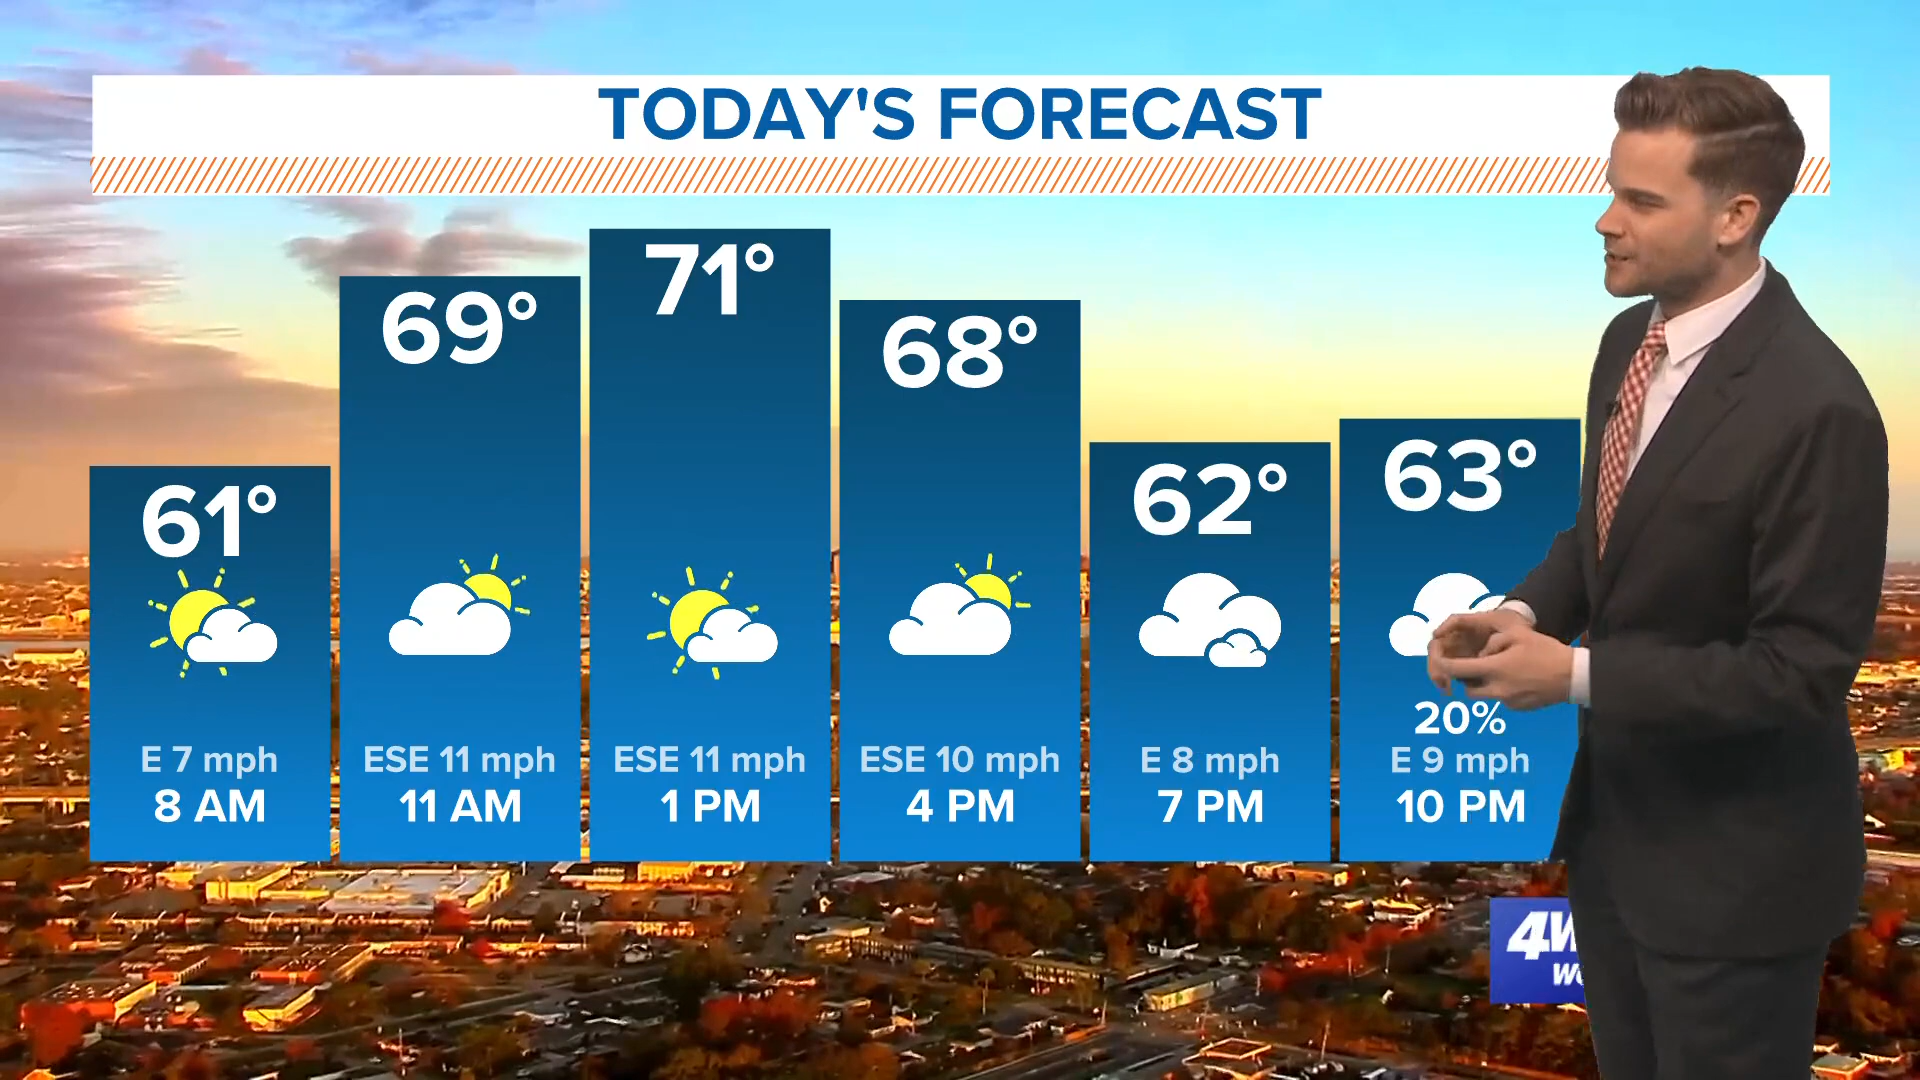 TODAY'S FORECAST
61°
E 7 mph
8 AM
69°
ESE 11 mph
11 AM
71°
ESE 11 mph
1 PM
68°
ESE 10 mph
4 PM
62°
E 8 mph
7 PM
63°
20%
E 9 mph
10 PM
4W